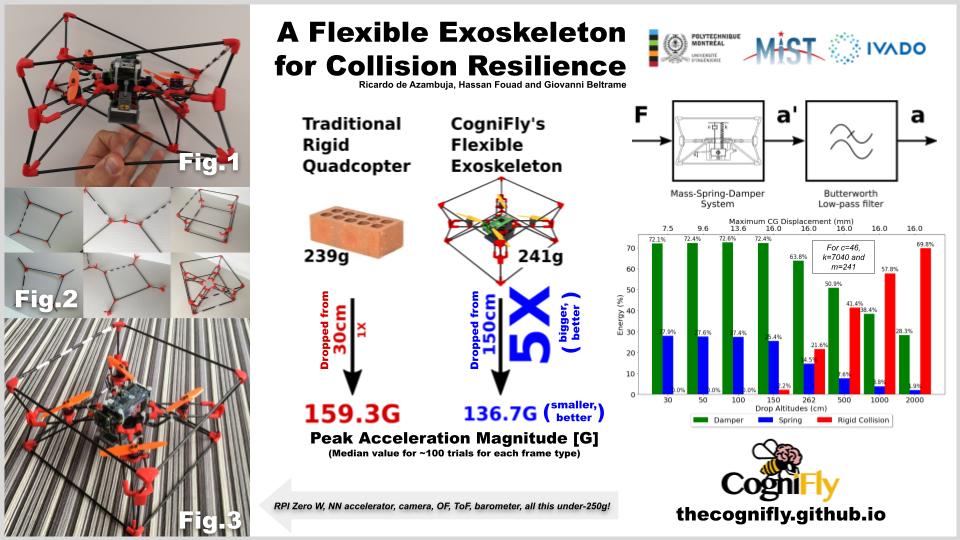 A Flexible Exoskeleton
for Collision Resilience
Ricardo de Azambuja, Hassan Fouad and Giovanni Beltrame
POLYTECHNIQUE
MONTRÉAL
UNIVERSITÉ
D'INGÉNIERIE
MIST
IVADO
Fig.1
Fig.2
Fig.3
Traditional
Rigid
Quadcopter
CogniFly's
Flexible
Exoskeleton
239g
241g
Dropped from
30cm
1X
Dropped from
150cm
5X
(bigger,
better)
159.3G
136.7G (smaller,
better)
Peak Acceleration Magnitude [G]
(Median value for ~100 trials for each frame type)
RPI Zero W, NN accelerator, camera, OF, ToF, barometer, all this under-250g!
F
a'
a
Mass-Spring-Damper
System
Butterworth
Low-pass filter
Maximum CG Displacement (mm)
7.5 9.6 13.6 16.0 16.0 16.0 16.0 16.0
For c=46,
k=7040 and
m=241
Energy (%)
70
60
50
40
30
20
10
0
72.1% 27.9% 0.0%
72.4% 27.6% 0.0%
72.6% 27.4% 0.0%
72.4% 25.4% 2.2%
63.8% 14.5% 21.6%
50.9% 7.6% 41.4%
38.4% 3.8% 57.8%
28.3% 1.9% 69.8%
30 50 100 150 262 500 1000 2000
Drop Altitudes (cm)
Damper Spring Rigid Collision
CogniFly
thecognifly.github.io